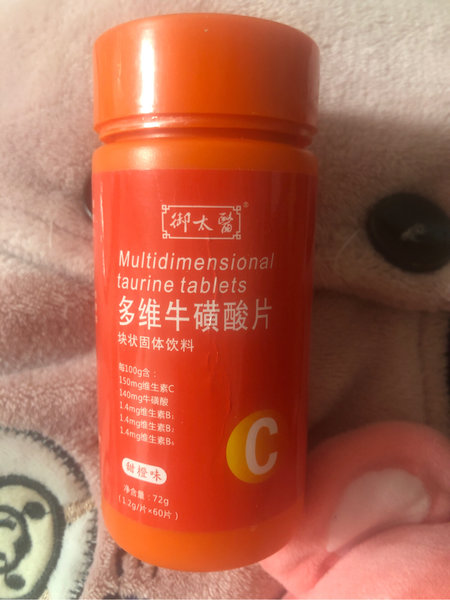 御太醫®
Multidimensional
taurine tablets
多维牛磺酸片
块状固体饮料
每100g含：
150mg维生素C
140mg牛磺酸
1.4mg维生素B₁
1.4mg维生素B₂
1.4mg维生素B₃
C
甜橙味
净含量：72g
（1.2g/片×60片）